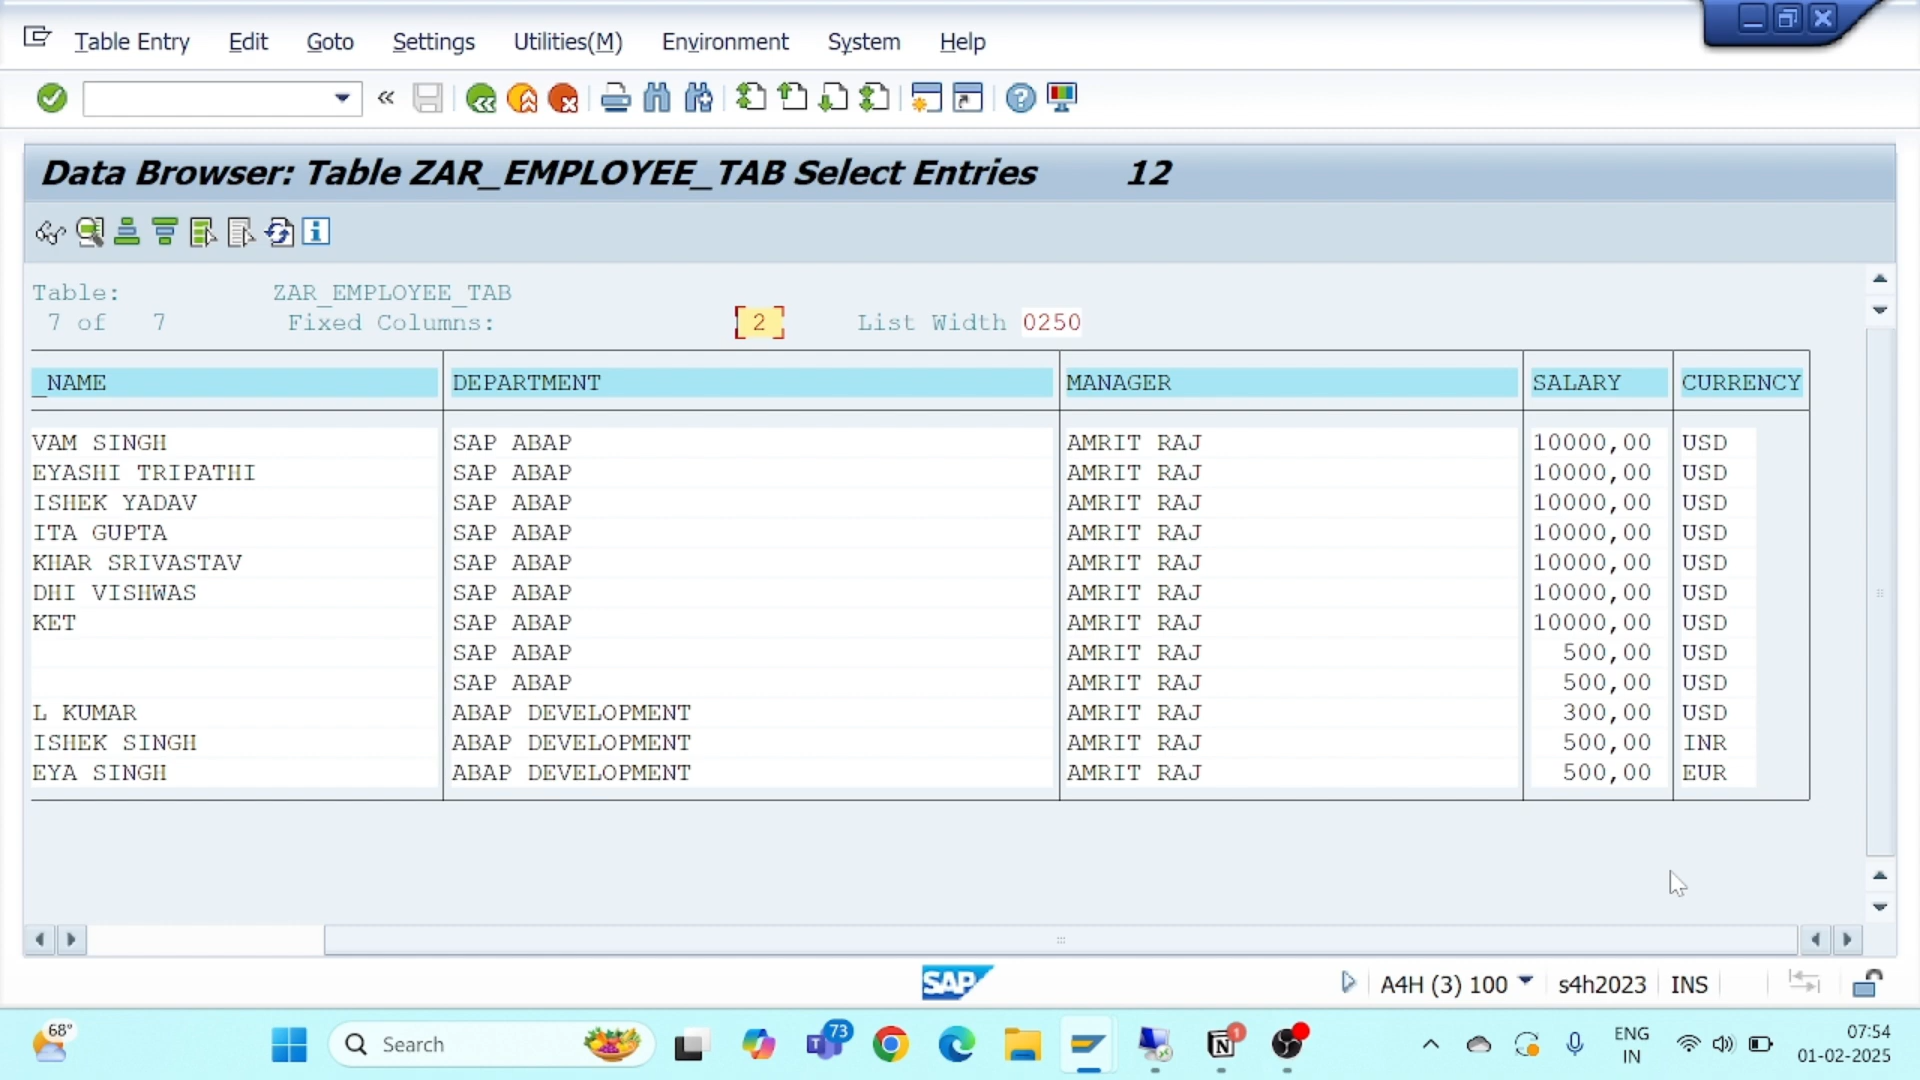 Table Entry Edit Goto Settings Utilities(M) Environment System Help
Data Browser: Table ZAR_EMPLOYEE_TAB Select Entries 12
Table: ZAR_EMPLOYEE_TAB
7 of 7 Fixed Columns: 2 List Width 0250
_NAME DEPARTMENT MANAGER SALARY CURRENCY
VAM SINGH SAP ABAP AMRIT RAJ 10000,00 USD
EYASHI TRIPATHI SAP ABAP AMRIT RAJ 10000,00 USD
ISHEK YADAV SAP ABAP AMRIT RAJ 10000,00 USD
ITA GUPTA SAP ABAP AMRIT RAJ 10000,00 USD
KHAR SRIVASTAV SAP ABAP AMRIT RAJ 10000,00 USD
DHI VISHWAS SAP ABAP AMRIT RAJ 10000,00 USD
KET SAP ABAP AMRIT RAJ 10000,00 USD
SAP ABAP AMRIT RAJ 500,00 USD
SAP ABAP AMRIT RAJ 500,00 USD
L KUMAR ABAP DEVELOPMENT AMRIT RAJ 300,00 USD
ISHEK SINGH ABAP DEVELOPMENT AMRIT RAJ 500,00 INR
EYA SINGH ABAP DEVELOPMENT AMRIT RAJ 500,00 EUR
SAP A4H (3) 100 s4h2023 INS
68° Search 73 1 ENG 07:54
IN 01-02-2025